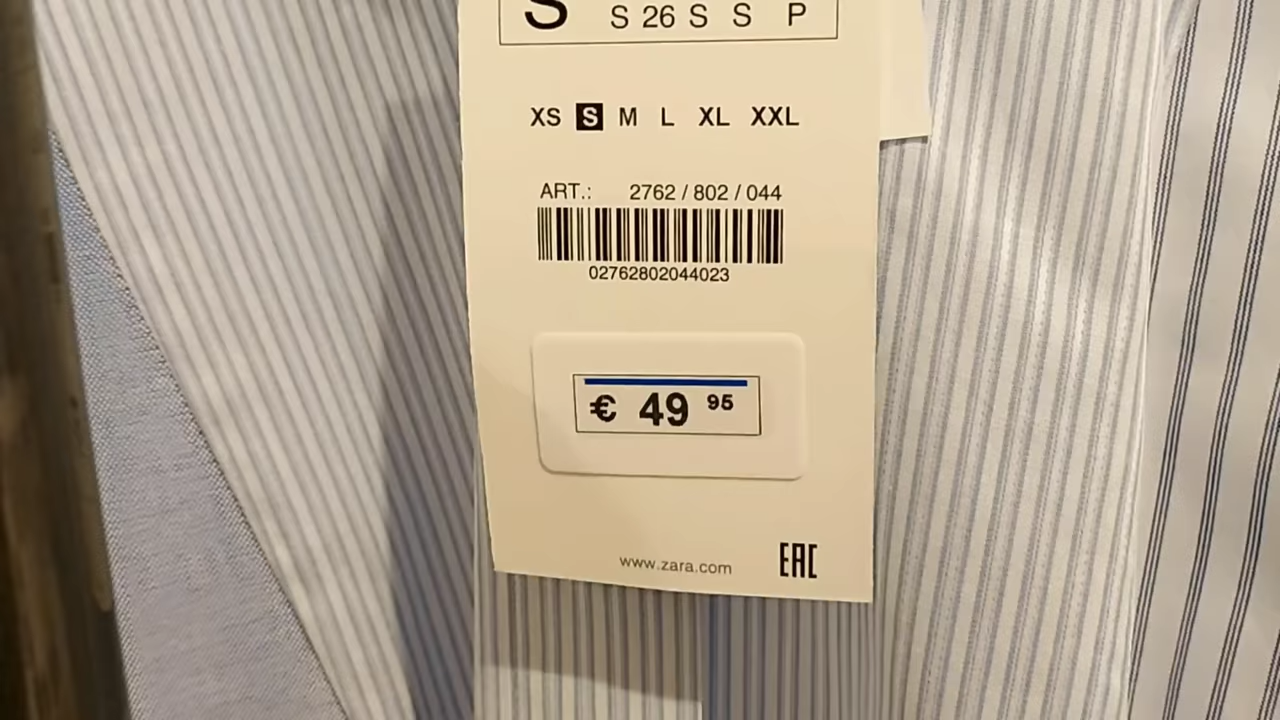 S S 26 S S P
XS S M L XL XXL
ART.: 2762 / 802 / 044
02762802044023
€ 49 95
www.zara.com
EAC